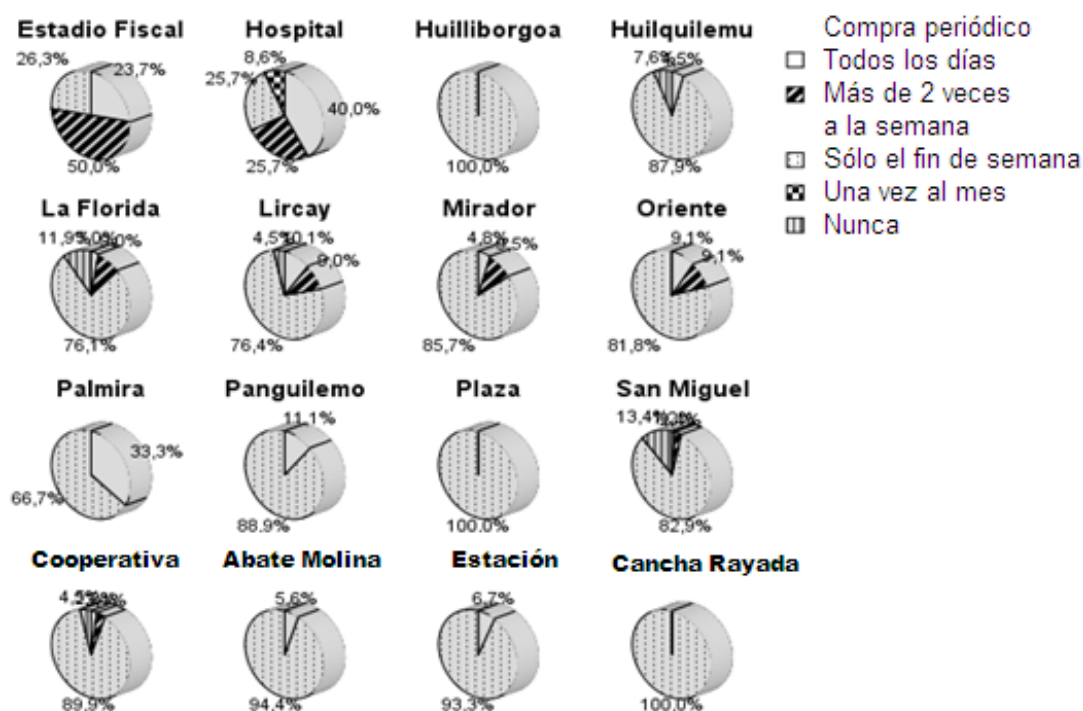 Estadio Fiscal Hospital Huilliborgoa Huilquilemu
26,3% 23,7% 8,6% 25,7% 40,0% 7,6%
50,0% 25,7% 100,0% 87,9%
La Florida Lircay Mirador Oriente
11,9% 4,5% 10,1% 9,0% 4,8% 9,1% 9,1%
76,1% 76,4% 85,7% 81,8%
Palmira Panguilemo Plaza San Miguel
33,3% 11,1% 13,4%
66,7% 88.9% 100.0% 82,9%
Cooperativa Abate Molina Estación Cancha Rayada
5,6% 6,7%
89,9% 94,4% 93,3% 100,0%
Compra periódico
Todos los días
Más de 2 veces
a la semana
Sólo el fin de semana
Una vez al mes
Nunca